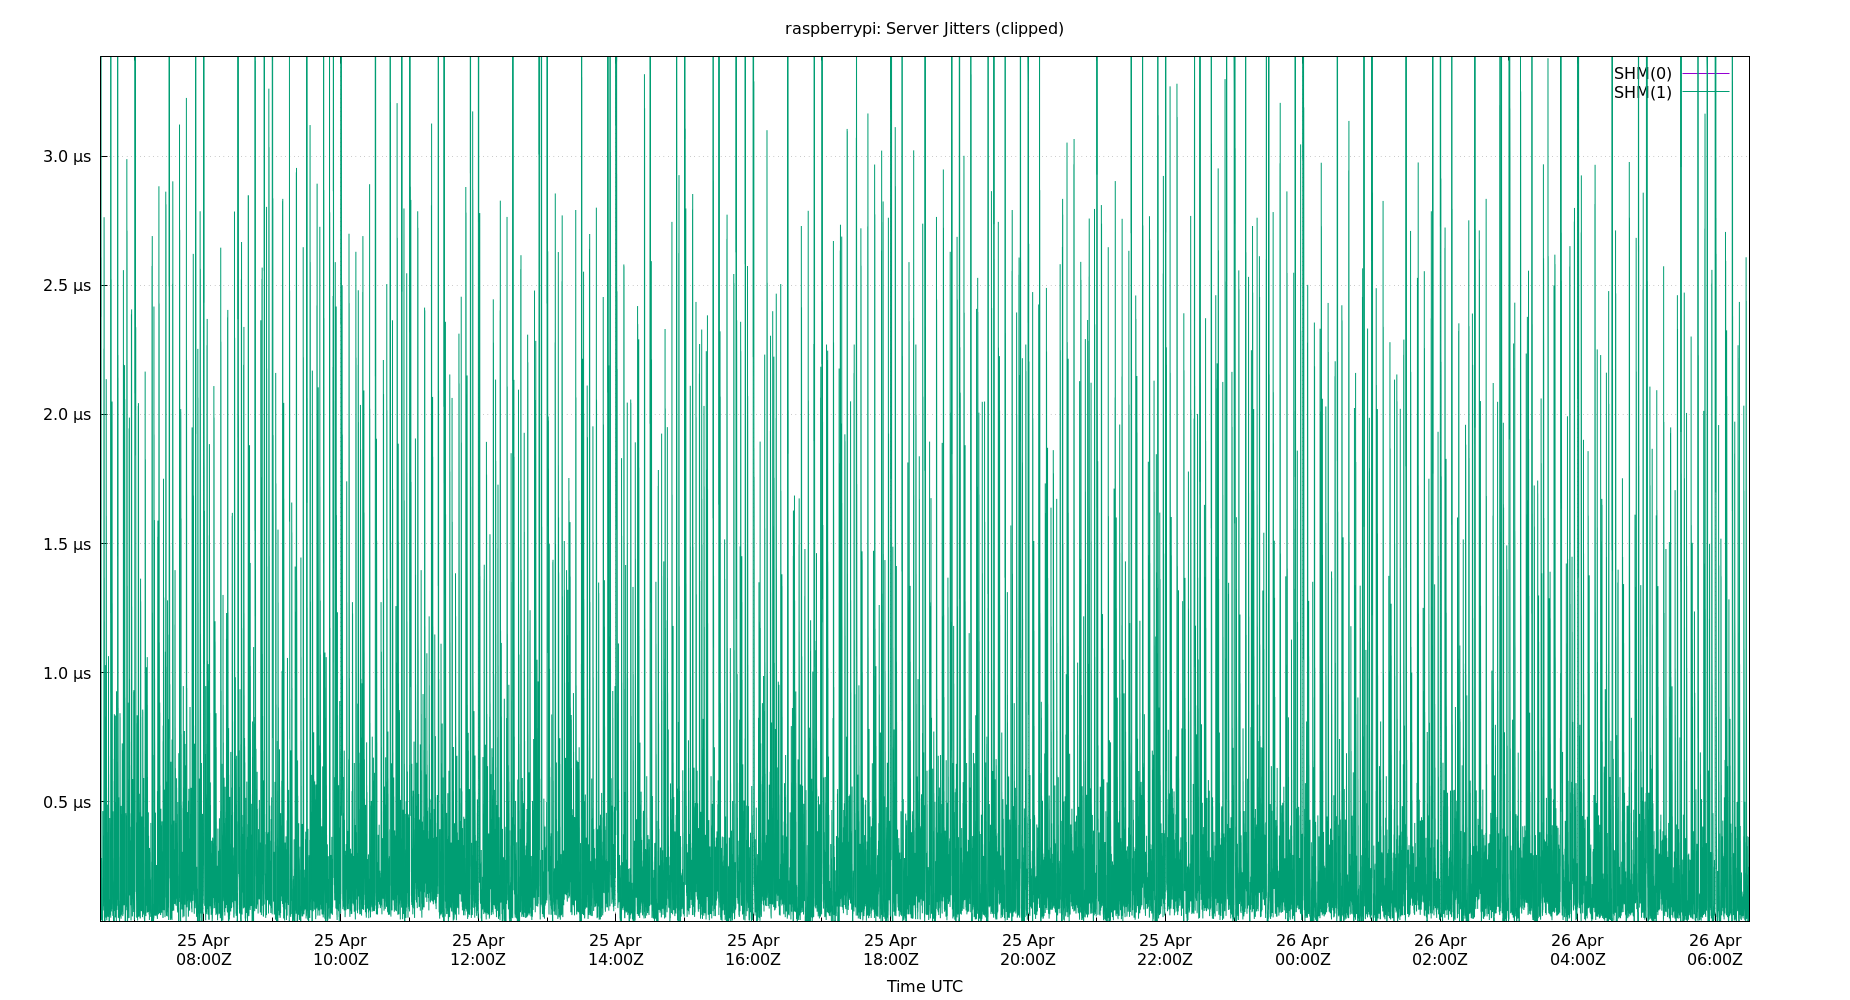 raspberrypi: Server Jitters (clipped)
SHM(0)
SHM(1)
3.0 µs
2.5 µs
2.0 µs
1.5 µs
1.0 µs
0.5 µs
25 Apr 25 Apr 25 Apr 25 Apr 25 Apr 25 Apr 25 Apr 25 Apr 26 Apr 26 Apr 26 Apr 26 Apr
08:00Z 10:00Z 12:00Z 14:00Z 16:00Z 18:00Z 20:00Z 22:00Z 00:00Z 02:00Z 04:00Z 06:00Z
Time UTC